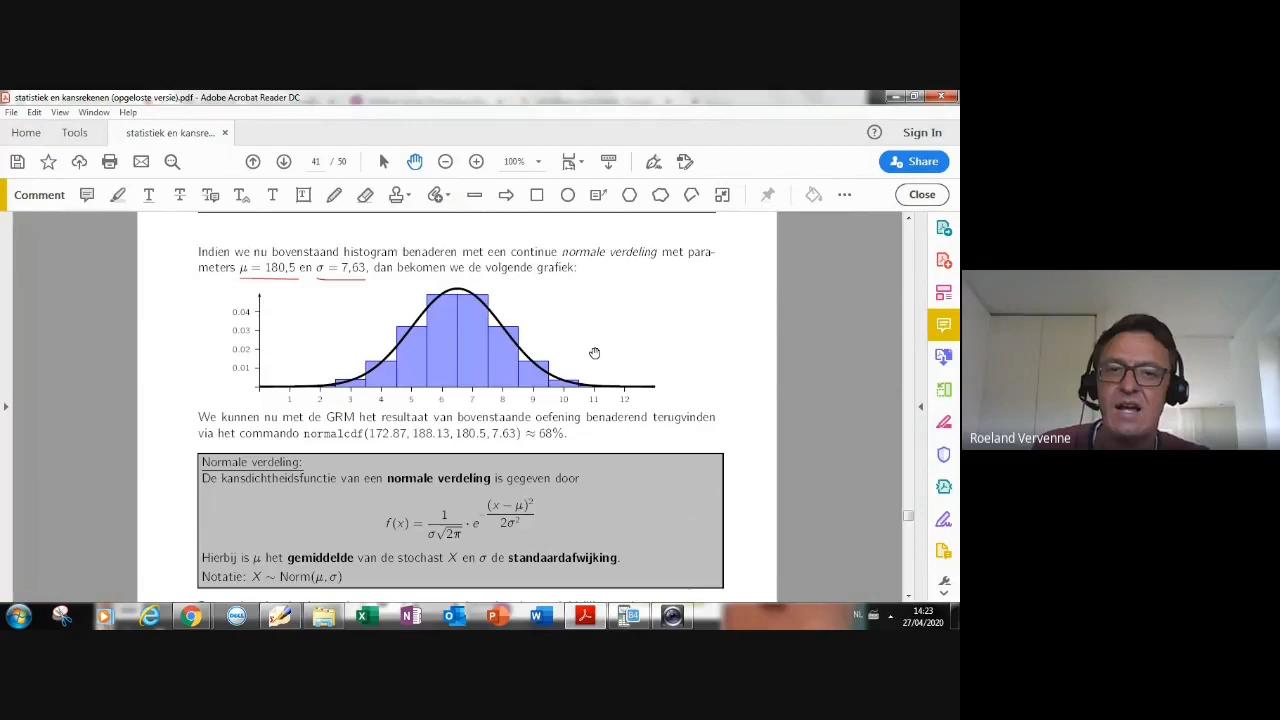 statistiek en kansrekenen (opgeloste versie).pdf - Adobe Acrobat Reader DC
File Edit View Window Help
Home Tools statistiek en kansre... × Sign In
41 / 50 100% Share
Comment Close
Indien we nu bovenstaand histogram benaderen met een continue normale verdeling met para-
meters μ = 180,5 en σ = 7,63, dan bekomen we de volgende grafiek:
0.04
0.02
0.01
1 2 3 4 5 6 7 8 9 10 11 12
We kunnen nu met de GRM het resultaat van bovenstaande oefening benaderend terugvinden
via het commando normalcdf(172.87, 188.13, 180.5, 7.63) ≈ 68%.
Normale verdeling:
De kansdichtheidsfunctie van een normale verdeling is gegeven door
f(x) = 1/(σ√2π) · e^−(x − μ)²/2σ²
Hierbij is μ het gemiddelde van de stochast X en σ de standaardafwijking.
Notatie: X ∼ Norm(μ, σ)
Roeland Vervenne
NL 14:23
27/04/2020